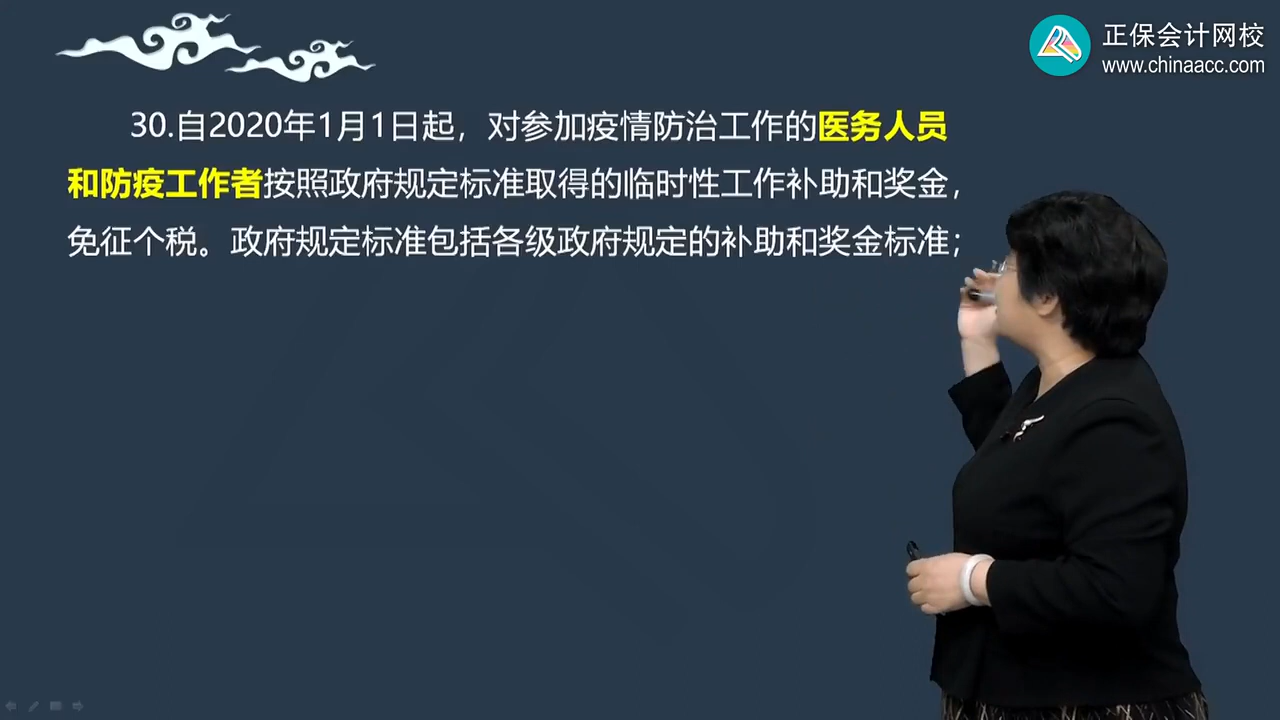 正保会计网校
www.chinaacc.com
30.自2020年1月1日起，对参加疫情防治工作的医务人员
和防疫工作者按照政府规定标准取得的临时性工作补助和奖金，
免征个税。政府规定标准包括各级政府规定的补助和奖金标准；